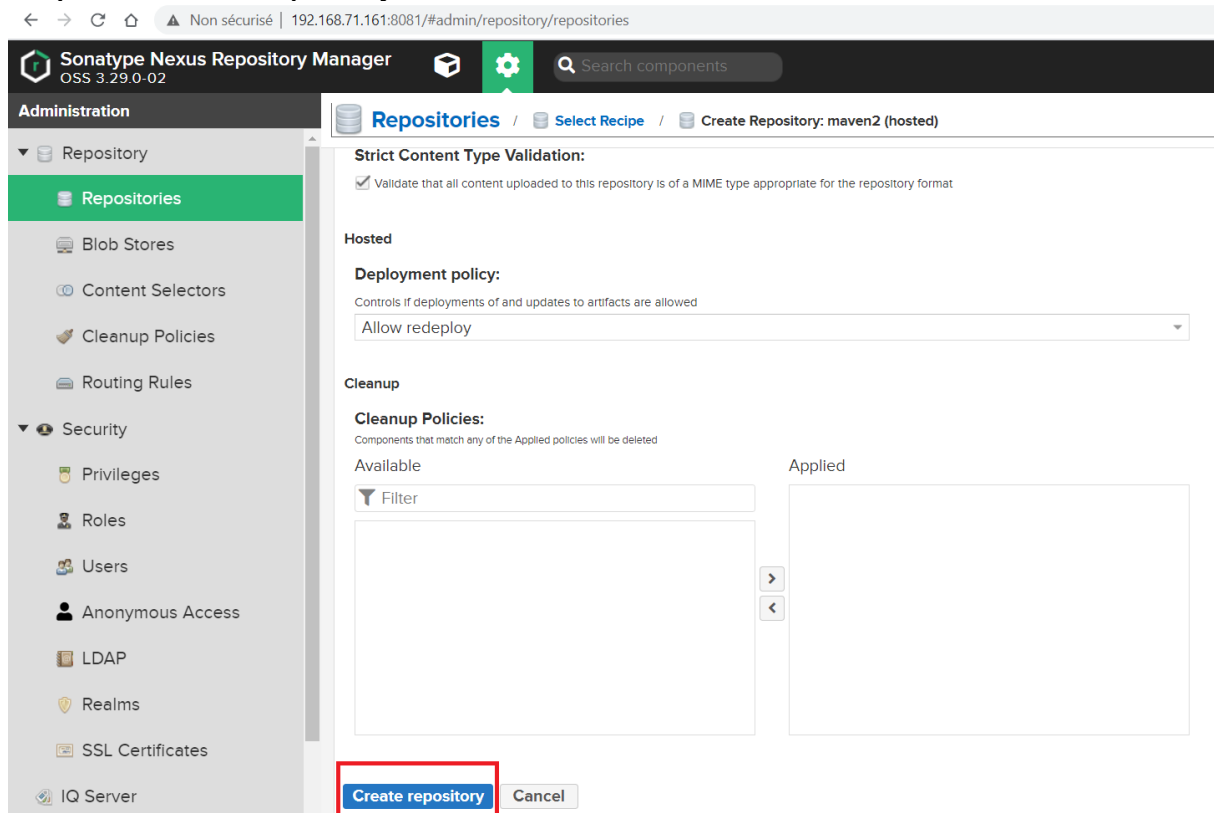 Non sécurisé | 192.168.71.161:8081/#admin/repository/repositories
Sonatype Nexus Repository Manager
OSS 3.29.0-02
Search components
Administration
Repositories / Select Recipe / Create Repository: maven2 (hosted)
Repository
Repositories
Blob Stores
Content Selectors
Cleanup Policies
Routing Rules
Security
Privileges
Roles
Users
Anonymous Access
LDAP
Realms
SSL Certificates
IQ Server
Strict Content Type Validation:
Validate that all content uploaded to this repository is of a MIME type appropriate for the repository format
Hosted
Deployment policy:
Controls if deployments of and updates to artifacts are allowed
Allow redeploy
Cleanup
Cleanup Policies:
Components that match any of the Applied policies will be deleted
Available
Applied
Filter
Create repository
Cancel